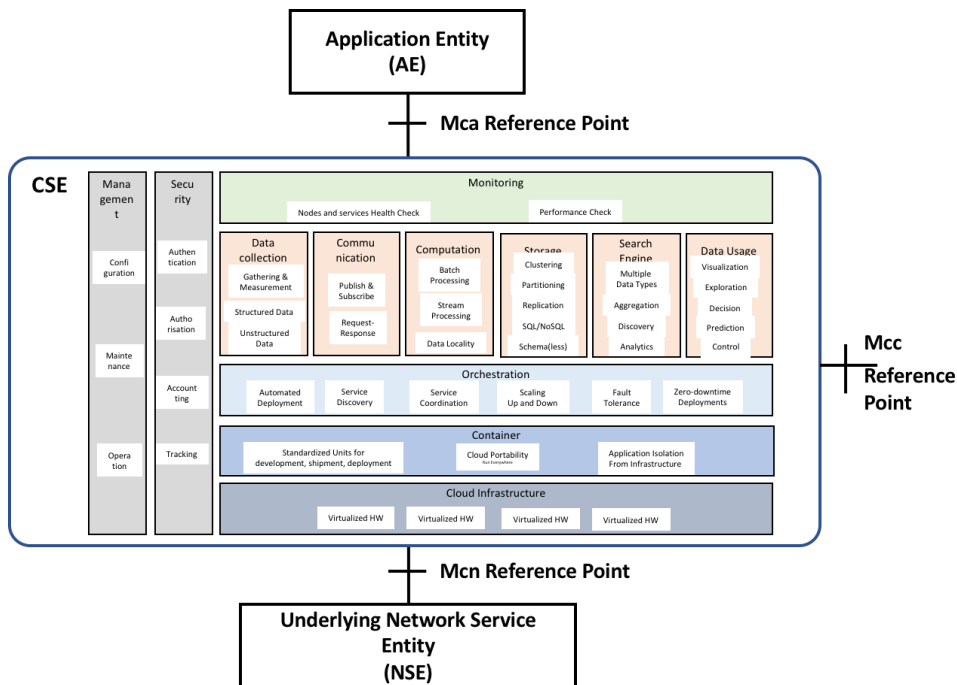 Application Entity
(AE)
Mca Reference Point
CSE
Mana
gemen
t
Confi
guration
Mainte
nance
Opera
tion
Secu
rity
Authen
tication
Autho
risation
Account
ting
Tracking
Monitoring
Nodes and services Health Check
Performance Check
Data
collection
Gathering &
Measurement
Structured Data
Unstructured
Data
Commu
nication
Publish &
Subscribe
Request-
Response
Computation
Batch
Processing
Stream
Processing
Data Locality
Storage
Clustering
Partitioning
Replication
SQL/NoSQL
Schema(less)
Search
Engine
Multiple
Data Types
Aggregation
Discovery
Analytics
Data Usage
Visualization
Exploration
Decision
Prediction
Control
Orchestration
Automated
Deployment
Service
Discovery
Service
Coordination
Scaling
Up and Down
Fault
Tolerance
Zero-downtime
Deployments
Container
Standardized Units for
development, shipment, deployment
Cloud Portability
Run Everywhere
Application Isolation
From Infrastructure
Cloud Infrastructure
Virtualized HW
Virtualized HW
Virtualized HW
Virtualized HW
Mcc
Reference
Point
Mcn Reference Point
Underlying Network Service
Entity
(NSE)